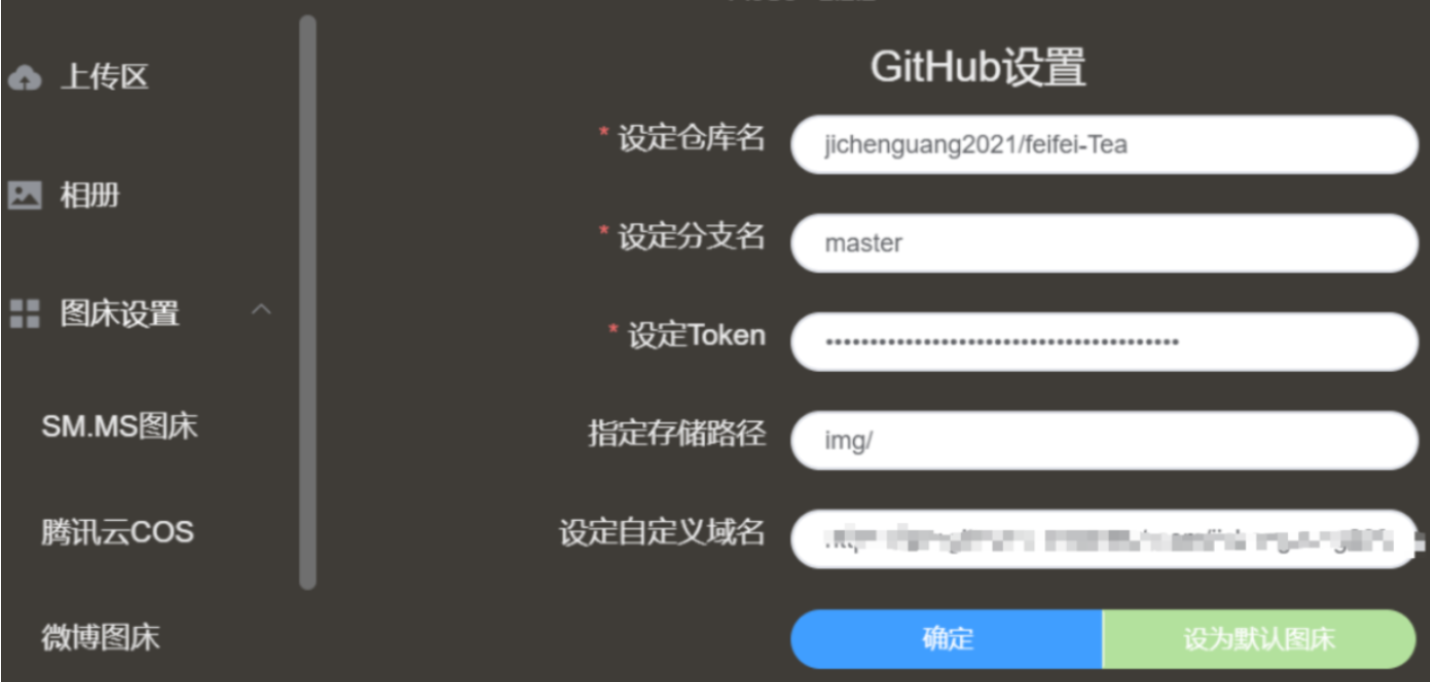 上传区
相册
图床设置
SM.MS图床
腾讯云COS
微博图床
GitHub设置
* 设定仓库名 jichenguang2021/feifei-Tea
* 设定分支名 master
* 设定Token ••••••••••••••••••••••••••••••••••••••••
指定存储路径 img/
设定自定义域名
确定 设为默认图床